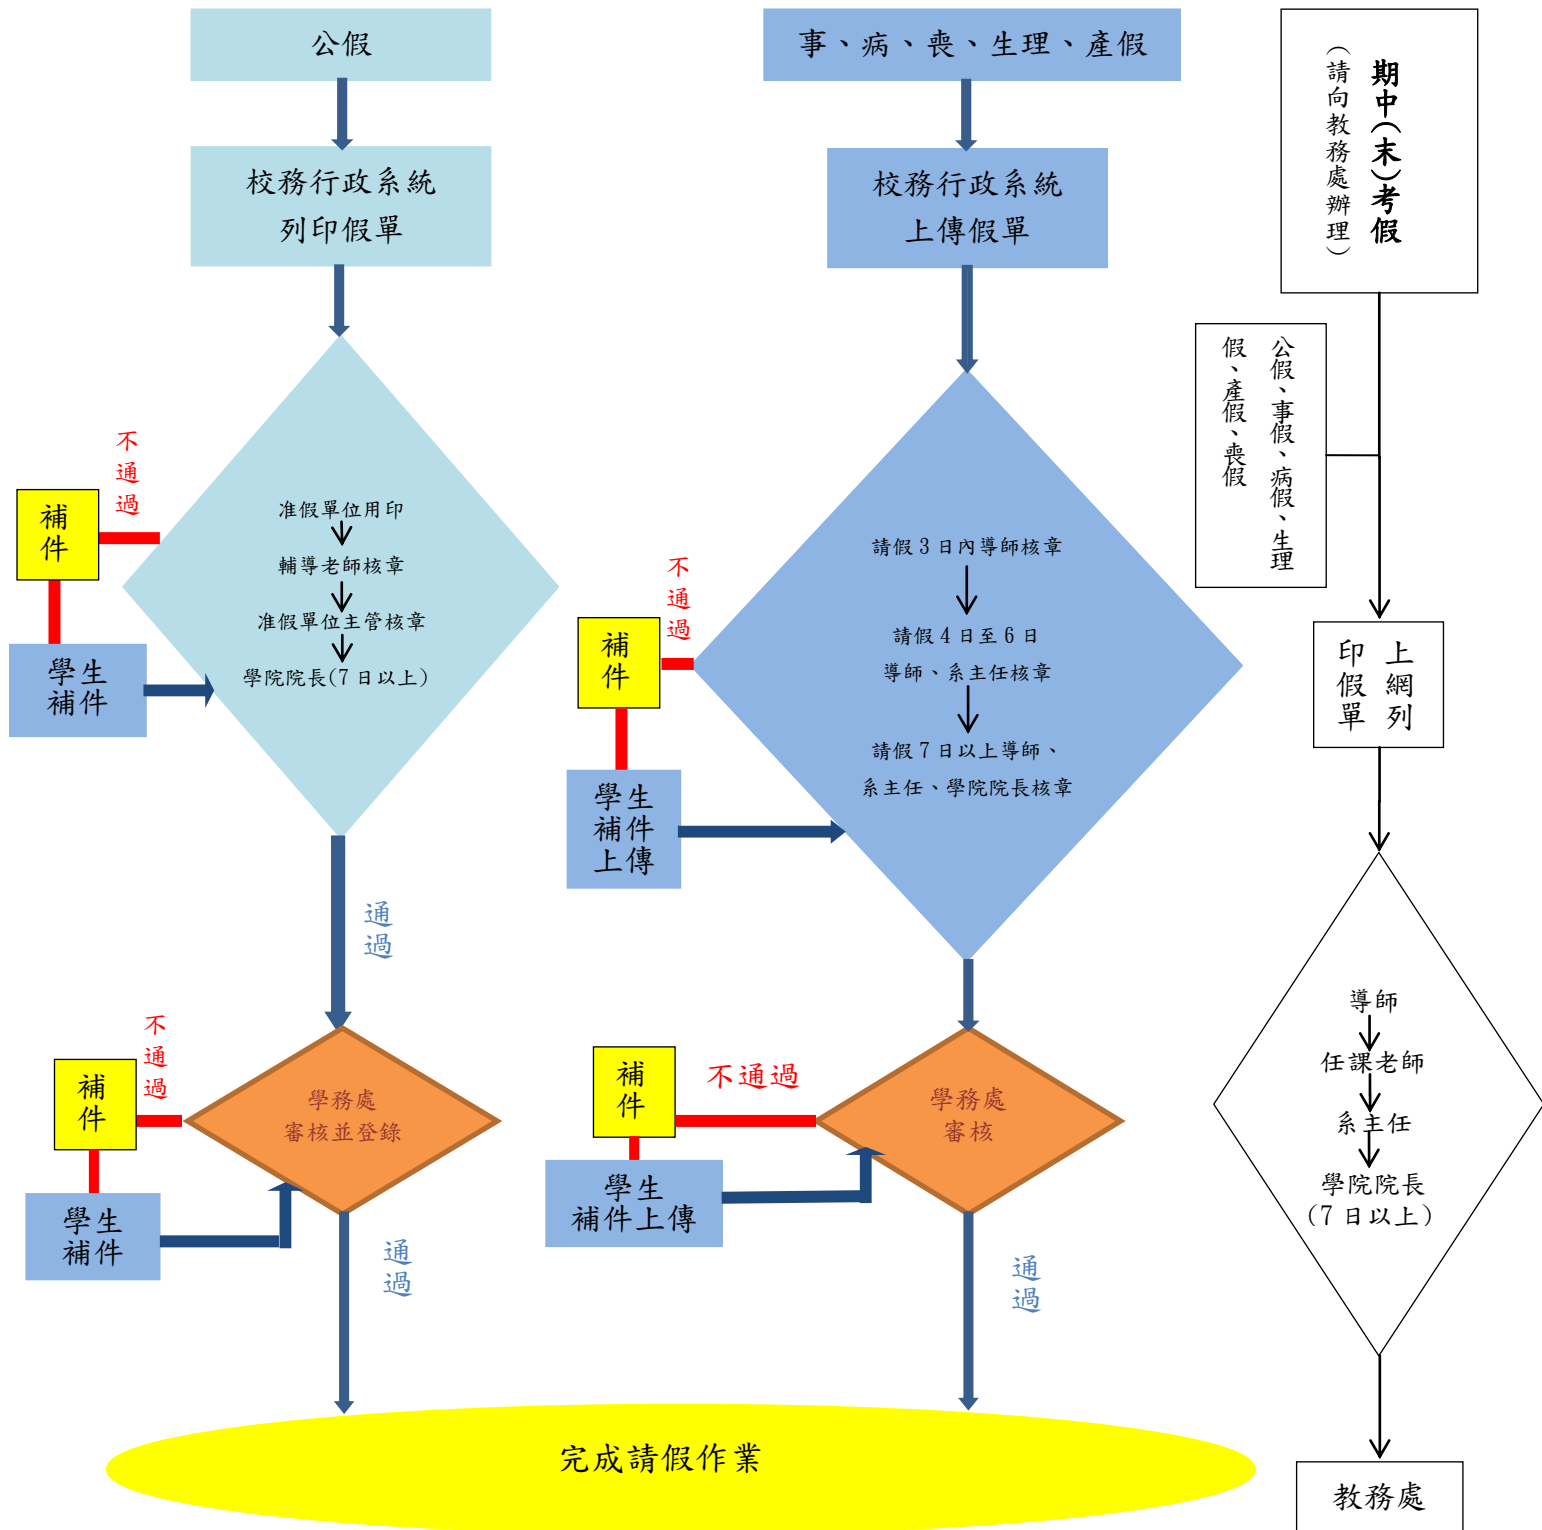 公假
校務行政系統
列印假單
不通過
補件
學生
補件
准假單位用印
輔導老師核章
准假單位主管核章
學院院長(7日以上)
通過
不通過
補件
學生
補件
學務處
審核並登錄
通過
事、病、喪、生理、產假
校務行政系統
上傳假單
不通過
補件
學生
補件
上傳
請假3日內導師核章
請假4日至6日
導師、系主任核章
請假7日以上導師、
系主任、學院院長核章
不通過
補件
學生
補件上傳
學務處
審核
通過
完成請假作業
期中(末)考假
(請向教務處辦理)
公假、事假、病假、生理
假、產假、喪假
上網列
印假單
導師
任課老師
系主任
學院院長
(7日以上)
教務處